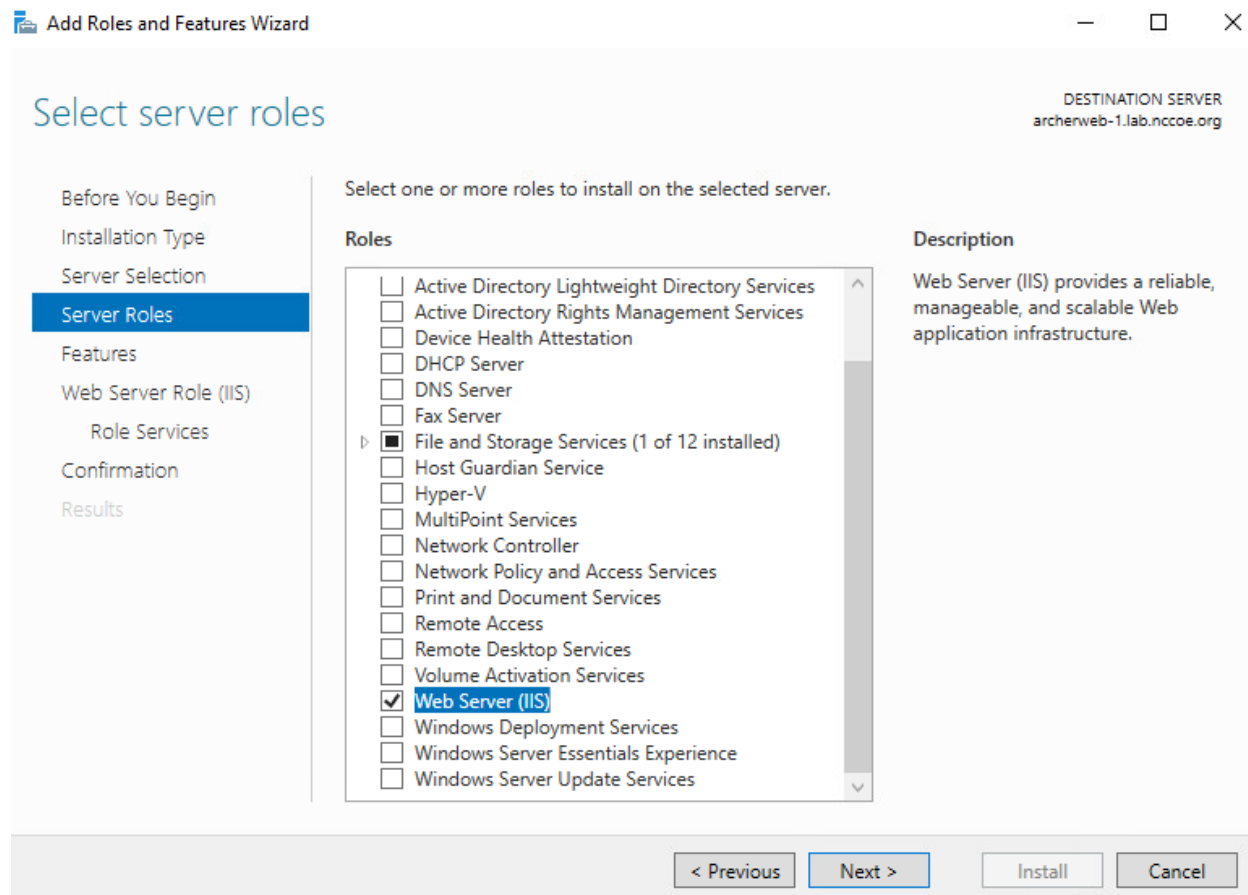 Add Roles and Features Wizard
Select server roles
DESTINATION SERVER
archerweb-1.lab.nccoe.org
Before You Begin
Installation Type
Server Selection
Server Roles
Features
Web Server Role (IIS)
Role Services
Confirmation
Results
Select one or more roles to install on the selected server.
Roles
Active Directory Lightweight Directory Services
Active Directory Rights Management Services
Device Health Attestation
DHCP Server
DNS Server
Fax Server
File and Storage Services (1 of 12 installed)
Host Guardian Service
Hyper-V
MultiPoint Services
Network Controller
Network Policy and Access Services
Print and Document Services
Remote Access
Remote Desktop Services
Volume Activation Services
Web Server (IIS)
Windows Deployment Services
Windows Server Essentials Experience
Windows Server Update Services
Description
Web Server (IIS) provides a reliable,
manageable, and scalable Web
application infrastructure.
< Previous
Next >
Install
Cancel